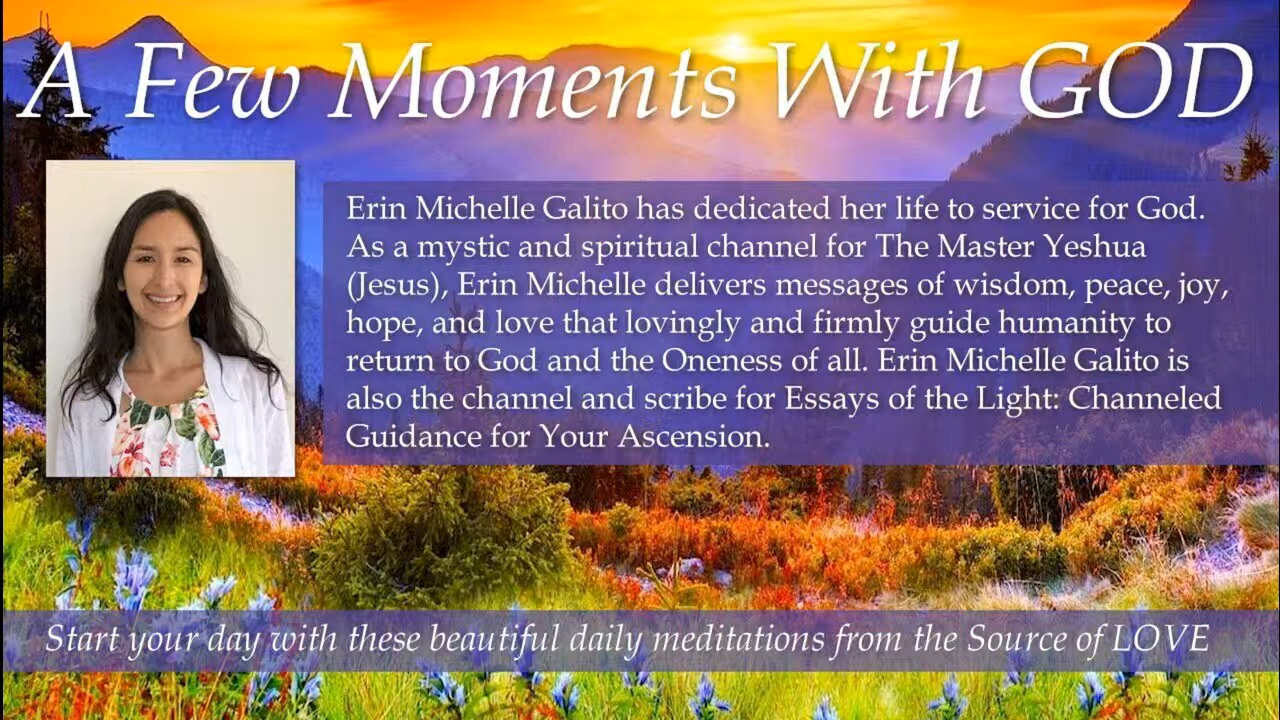 A Few Moments With GOD
Erin Michelle Galito has dedicated her life to service for God.
As a mystic and spiritual channel for The Master Yeshua
(Jesus), Erin Michelle delivers messages of wisdom, peace, joy,
hope, and love that lovingly and firmly guide humanity to
return to God and the Oneness of all. Erin Michelle Galito is
also the channel and scribe for Essays of the Light: Channeled
Guidance for Your Ascension.
Start your day with these beautiful daily meditations from the Source of LOVE